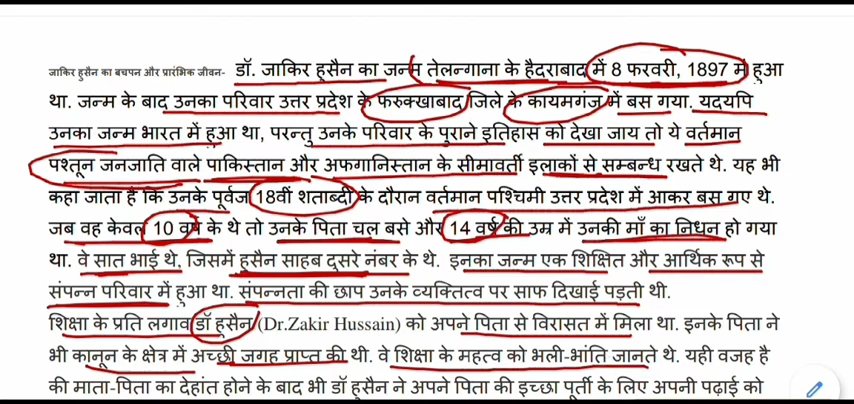 जाकिर हुसैन का बचपन और प्रारंभिक जीवन- डॉ. जाकिर हुसैन का जन्म तेलन्गाना के हैदराबाद में 8 फरवरी, 1897 में हुआ
था. जन्म के बाद उनका परिवार उत्तर प्रदेश के फरुक्खाबाद जिले के कायमगंज में बस गया. यदयपि
उनका जन्म भारत में हुआ था, परन्तु उनके परिवार के पुराने इतिहास को देखा जाय तो ये वर्तमान
पश्तून जनजाति वाले पाकिस्तान और अफगानिस्तान के सीमावर्ती इलाकों से सम्बन्ध रखते थे. यह भी
कहा जाता है कि उनके पूर्वज 18वीं शताब्दी के दौरान वर्तमान पश्चिमी उत्तर प्रदेश में आकर बस गए थे.
जब वह केवल 10 वर्ष के थे तो उनके पिता चल बसे और 14 वर्ष की उम्र में उनकी माँ का निधन हो गया
था. वे सात भाई थे, जिसमें हुसैन साहब दुसरे नंबर के थे. इनका जन्म एक शिक्षित और आर्थिक रूप से
संपन्न परिवार में हुआ था. संपन्नता की छाप उनके व्यक्तित्व पर साफ दिखाई पड़ती थी.
शिक्षा के प्रति लगाव डॉ हुसैन (Dr.Zakir Hussain) को अपने पिता से विरासत में मिला था. इनके पिता ने
भी कानून के क्षेत्र में अच्छी जगह प्राप्त की थी. वे शिक्षा के महत्व को भली-भांति जानते थे. यही वजह है
की माता-पिता का देहांत होने के बाद भी डॉ हुसैन ने अपने पिता की इच्छा पूर्ती के लिए अपनी पढ़ाई को